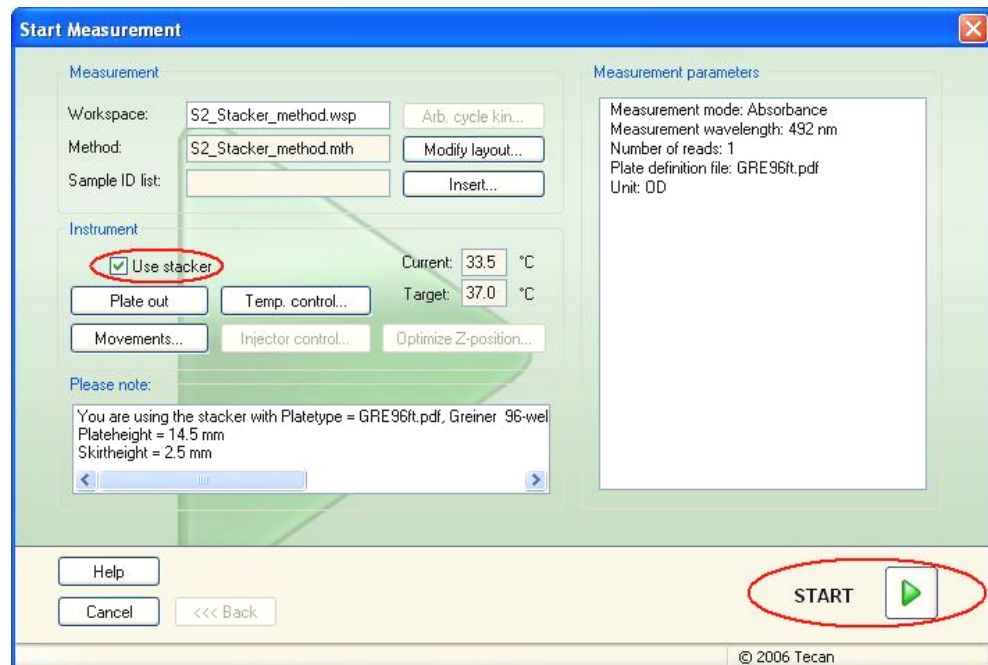 Start Measurement
Measurement
Workspace: S2_Stacker_method.wsp Arb. cycle kin...
Method: S2_Stacker_method.mth Modify layout...
Sample ID list: Insert...
Instrument
Use stacker Current: 33.5 °C
Plate out Temp. control... Target: 37.0 °C
Movements... Injector control... Optimize Z-position...
Please note:
You are using the stacker with Platetype = GRE96ft.pdf, Greiner 96-wel
Plateheight = 14.5 mm
Skirtheight = 2.5 mm
Measurement parameters
Measurement mode: Absorbance
Measurement wavelength: 492 nm
Number of reads: 1
Plate definition file: GRE96ft.pdf
Unit: OD
Help
Cancel <<< Back
START
© 2006 Tecan